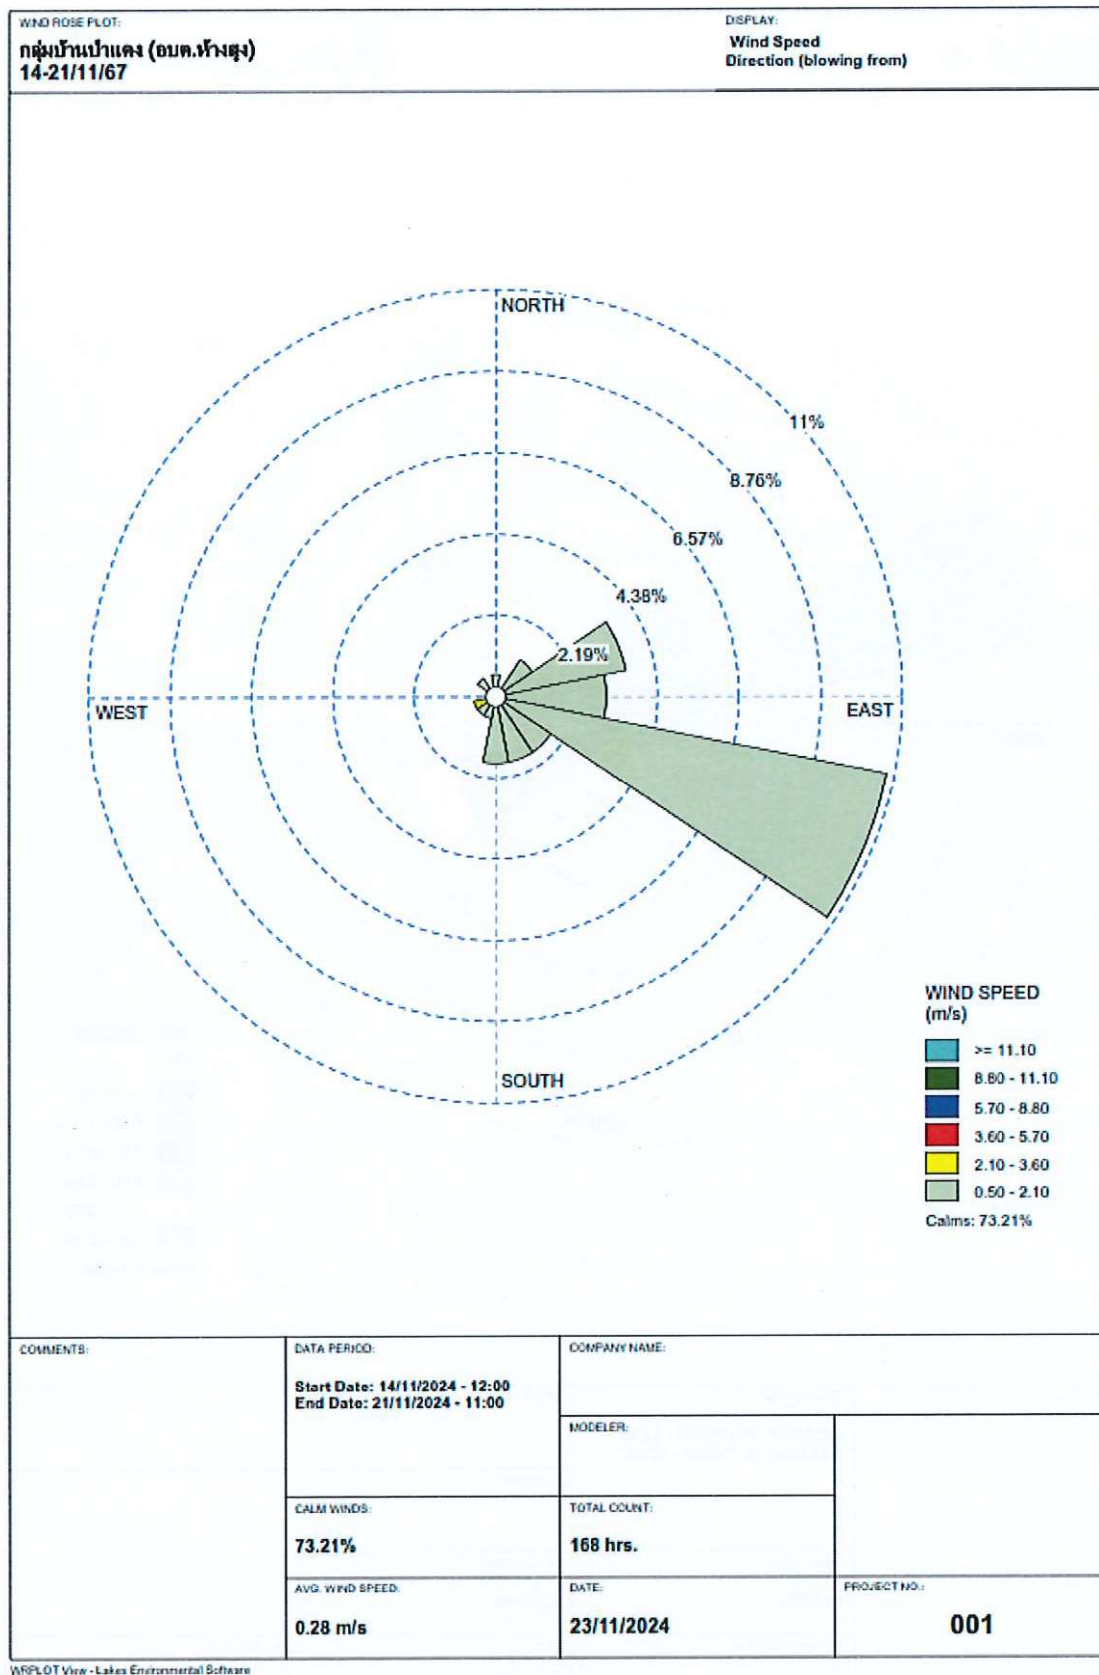 WIND ROSE PLOT:
กลุ่มบ้านป่าแดง (อบต.ห้างสูง)
14-21/11/67
DISPLAY:
Wind Speed
Direction (blowing from)
NORTH
11%
8.76%
6.57%
4.38%
2.19%
WEST
EAST
SOUTH
WIND SPEED
(m/s)
>= 11.10
8.80 - 11.10
5.70 - 8.80
3.60 - 5.70
2.10 - 3.60
0.50 - 2.10
Calms: 73.21%
COMMENTS:
DATA PERIOD:
Start Date: 14/11/2024 - 12:00
End Date: 21/11/2024 - 11:00
COMPANY NAME:
MODELER:
CALM WINDS:
73.21%
TOTAL COUNT:
168 hrs.
AVG. WIND SPEED:
0.28 m/s
DATE:
23/11/2024
PROJECT NO.:
001
WRPLOT View - Lakes Environmental Software